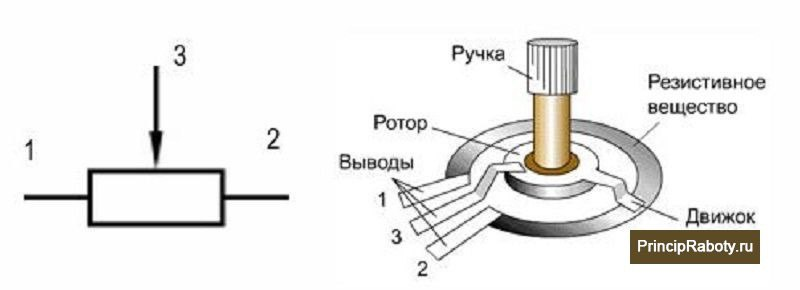 3
1
2
Ручка
Резистивное
вещество
Ротор
Выводы
1
3
2
Движок
PrincipRaboty.ru